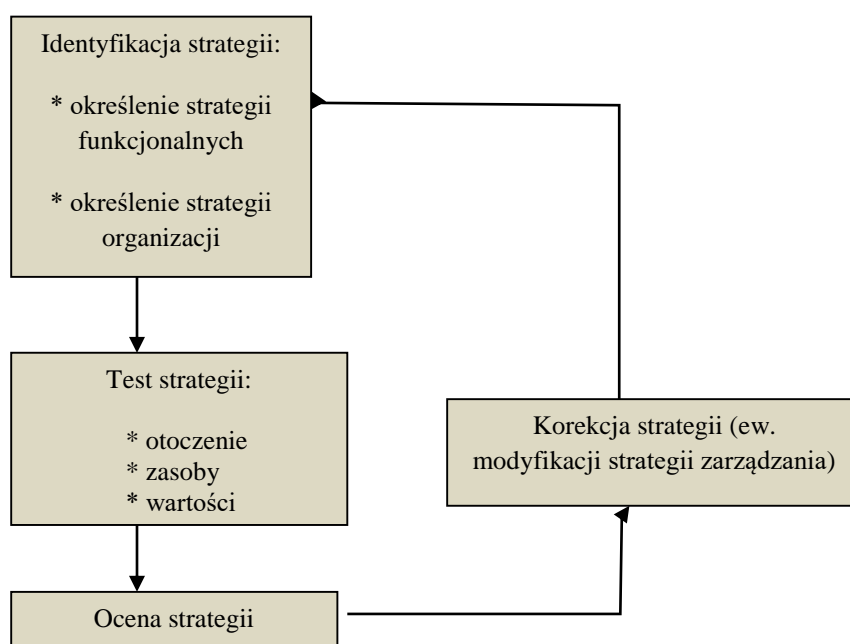 Identyfikacja strategii:
* określenie strategii
funkcjonalnych
* określenie strategii
organizacji
Test strategii:
* otoczenie
* zasoby
* wartości
Ocena strategii
Korekcja strategii (ew.
modyfikacji strategii zarządzania)